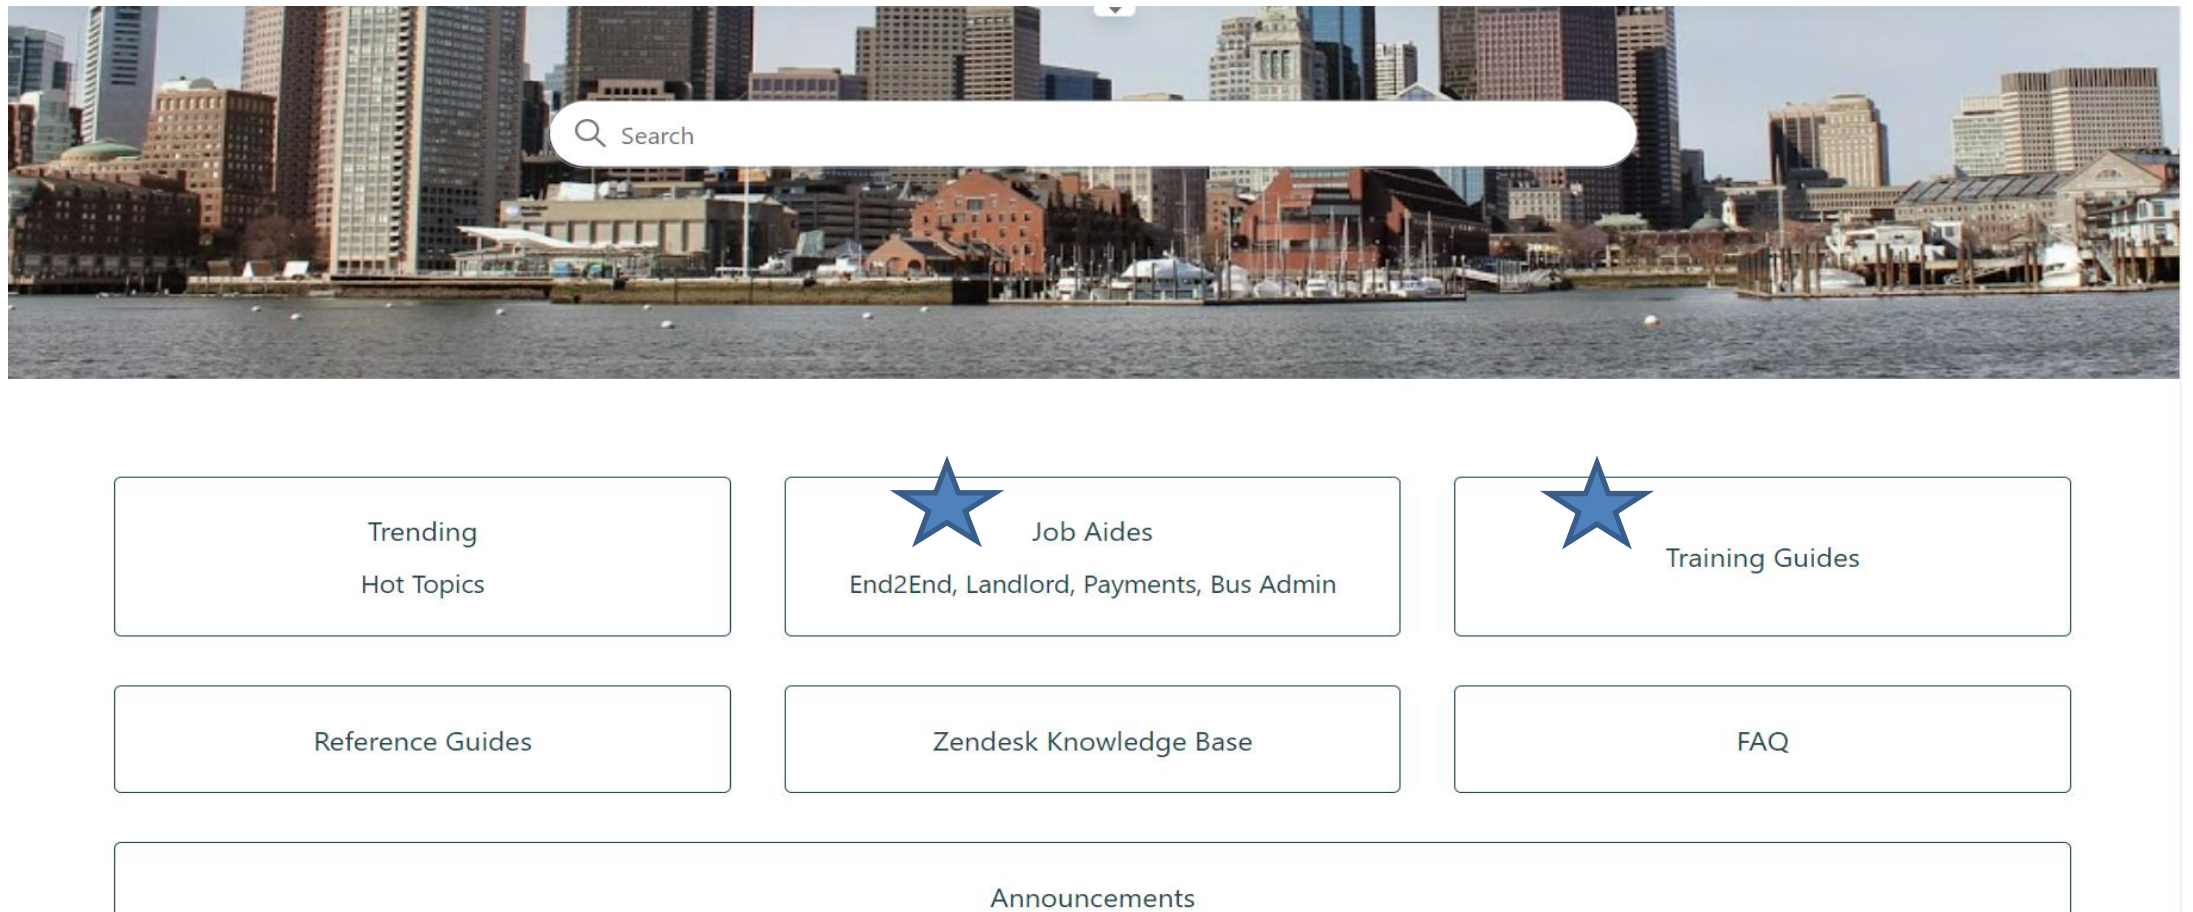 Search
Trending
Hot Topics
Job Aides
End2End, Landlord, Payments, Bus Admin
Training Guides
Reference Guides
Zendesk Knowledge Base
FAQ
Announcements